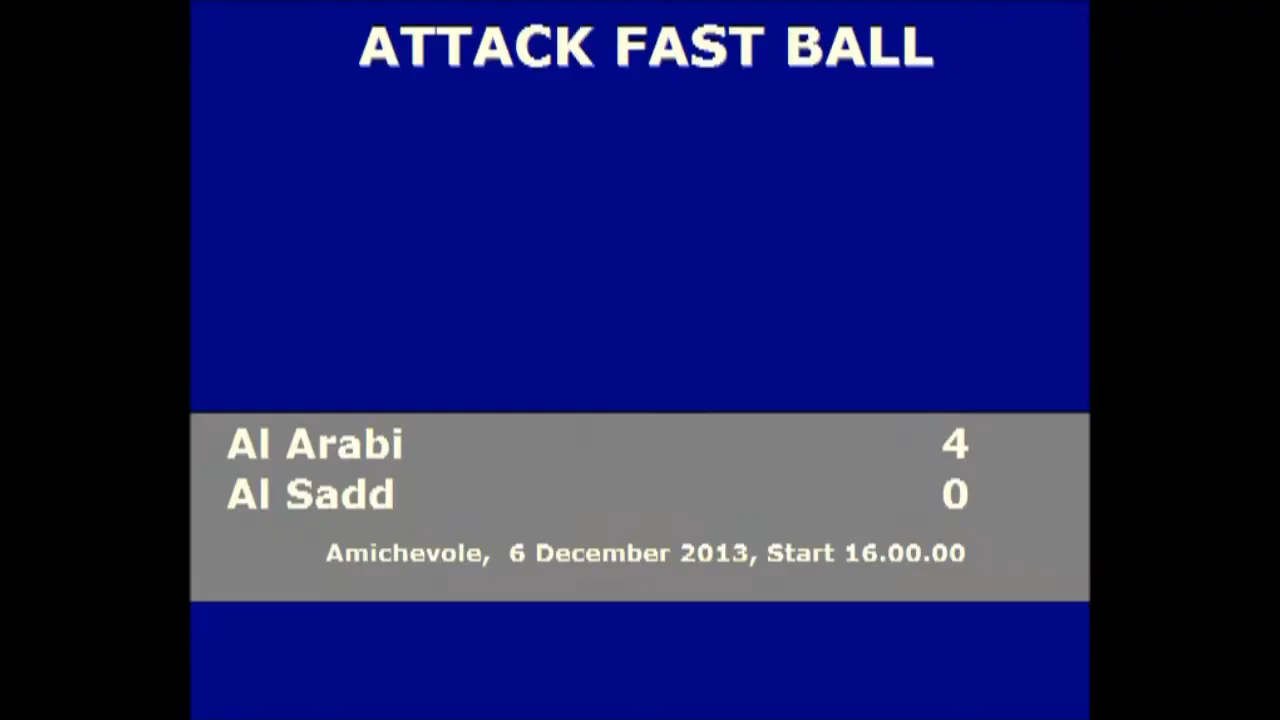 ATTACK FAST BALL
Al Arabi 4
Al Sadd 0
Amichevole, 6 December 2013, Start 16.00.00